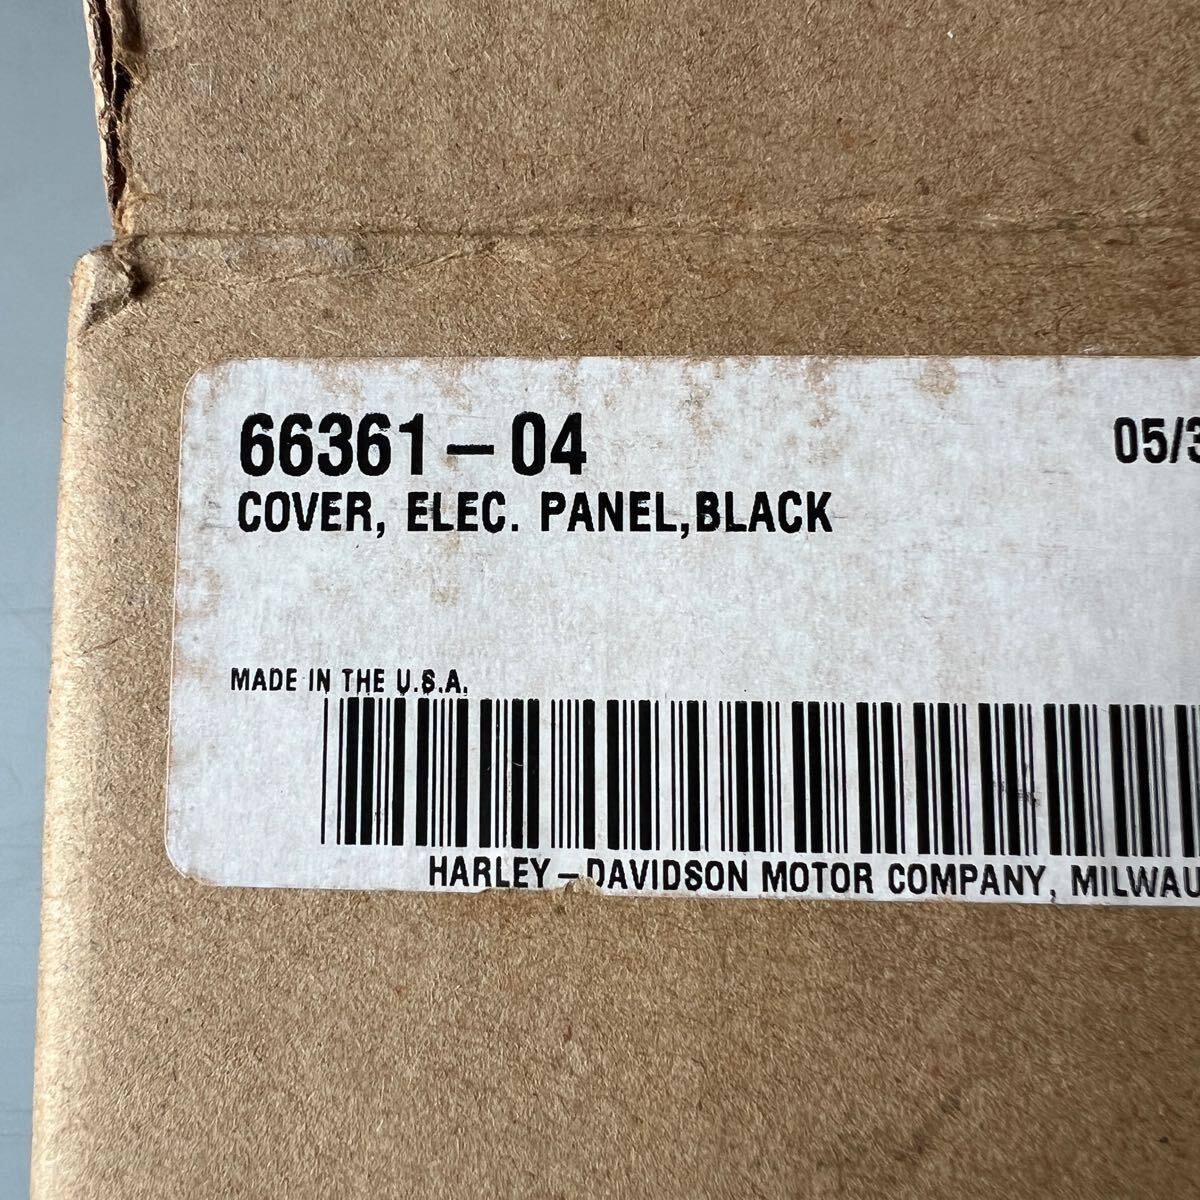 66361-04 05/3
COVER, ELEC. PANEL,BLACK
MADE IN THE U.S.A.
HARLEY-DAVIDSON MOTOR COMPANY, MILWAU